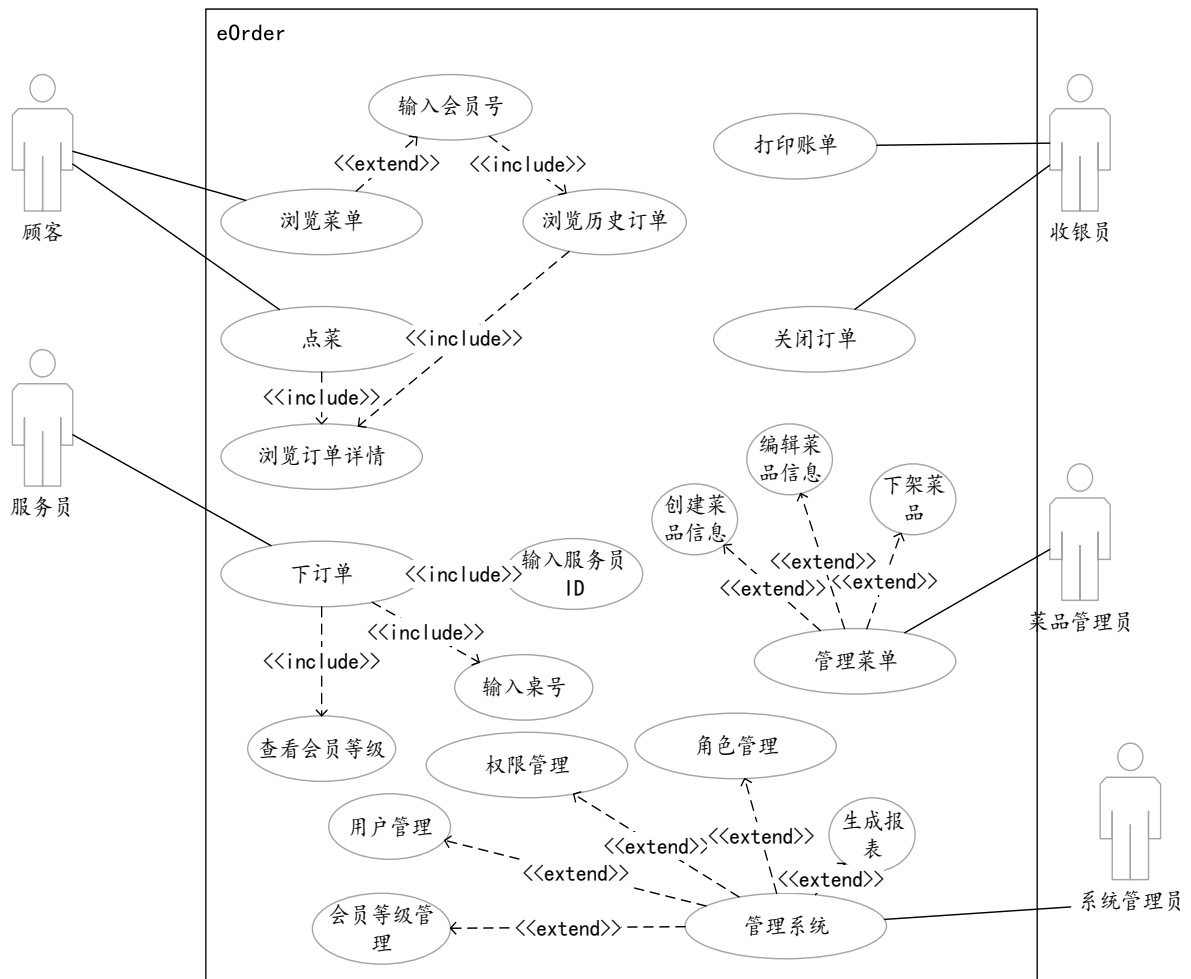 eOrder
输入会员号
打印账单
<<extend>>
<<include>>
浏览菜单
浏览历史订单
顾客
收银员
点菜
<<include>>
关闭订单
<<include>>
浏览订单详情
编辑菜
品信息
下架菜
品
创建菜
品信息
服务员
下订单
<<include>>
输入服务员
ID
<<extend>>
<<extend>>
<<extend>>
菜品管理员
<<include>>
<<include>>
管理菜单
输入桌号
查看会员等级
权限管理
角色管理
用户管理
生成报
表
<<extend>>
<<extend>>
<<extend>>
<<extend>>
系统管理员
会员等级管
理
<<extend>>
管理系统